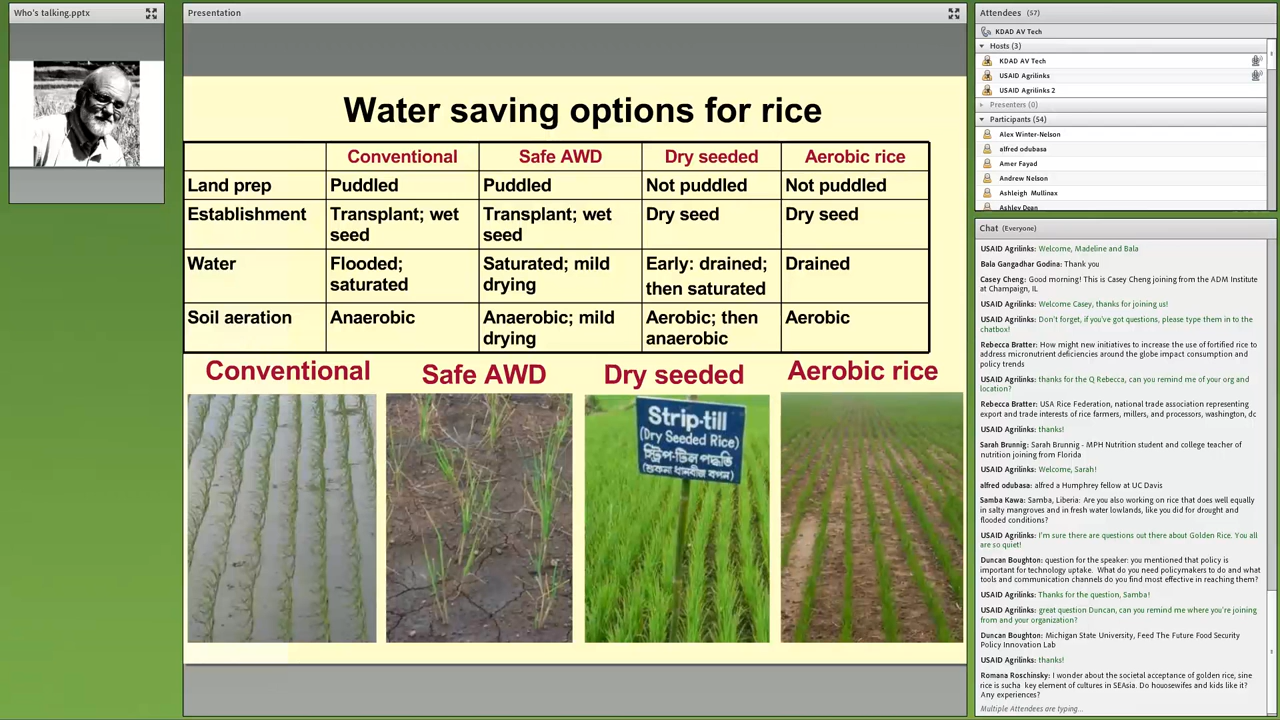 Who's talking.pptx
Presentation
Water saving options for rice
Conventional Safe AWD Dry seeded Aerobic rice
Land prep Puddled Puddled Not puddled Not puddled
Establishment Transplant; wet seed Transplant; wet seed Dry seed Dry seed
Water Flooded; saturated Saturated; mild drying Early: drained; then saturated Drained
Soil aeration Anaerobic Anaerobic; mild drying Aerobic; then anaerobic Aerobic
Conventional Safe AWD Dry seeded Aerobic rice
Strip-till
(Dry Seeded Rice)
স্ট্রিপ-টিল পদ্ধতি
(শুকনা ধানবীজ বপন)
Attendees (57)
KDAD AV Tech
Hosts (3)
KDAD AV Tech
USAID Agrilinks
USAID Agrilinks 2
Presenters (0)
Participants (54)
Alex Winter-Nelson
alfred odubasa
Amer Fayad
Andrew Nelson
Ashleigh Mullinax
Ashley Dean
Chat (Everyone)
USAID Agrilinks: Welcome, Madeline and Bala
Bala Gangadhar Godina: Thank you
Casey Cheng: Good morning! This is Casey Cheng joining from the ADM Institute
at Champaign, IL
USAID Agrilinks: Welcome Casey, thanks for joining us!
USAID Agrilinks: Don't forget, if you've got questions, please type them in to the
chatbox!
Rebecca Bratter: How might new initiatives to increase the use of fortified rice to
address micronutrient deficiencies around the globe impact consumption and
policy trends
USAID Agrilinks: thanks for the Q Rebecca, can you remind me of your org and
location?
Rebecca Bratter: USA Rice Federation, national trade association representing
export and trade interests of rice farmers, millers, and processors, washington, dc
USAID Agrilinks: thanks!
Sarah Brunnig: Sarah Brunnig - MPH Nutrition student and college teacher of
nutrition joining from Florida
USAID Agrilinks: Welcome, Sarah!
alfred odubasa: alfred a Humphrey fellow at UC Davis
Samba Kawa: Samba, Liberia: Are you also working on rice that does well equally
in salty mangroves and in fresh water lowlands, like you did for drought and
flooded conditions?
USAID Agrilinks: I'm sure there are questions out there about Golden Rice. You all
are so quiet!
Duncan Boughton: question for the speaker: you mentioned that policy is
important for technology uptake. What do you need policymakers to do and what
tools and communication channels do you find most effective in reaching them?
USAID Agrilinks: Thanks for the question, Samba!
USAID Agrilinks: great question Duncan, can you remind me where you're joining
from and your organization?
Duncan Boughton: Michigan State University, Feed The Future Food Security
Policy Innovation Lab
USAID Agrilinks: thanks!
Romana Roschinsky: I wonder about the societal acceptance of golden rice, sine
rice is sucha key element of cultures in SEAsia. Do houosewifes and kids like it?
Any experiences?
Multiple Attendees are typing...